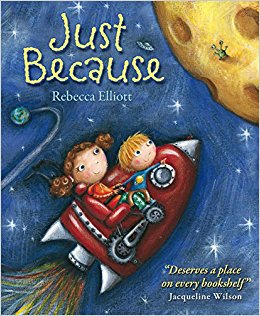 Just
Because
Rebecca Elliott
“Deserves a place
on every bookshelf”
Jacqueline Wilson